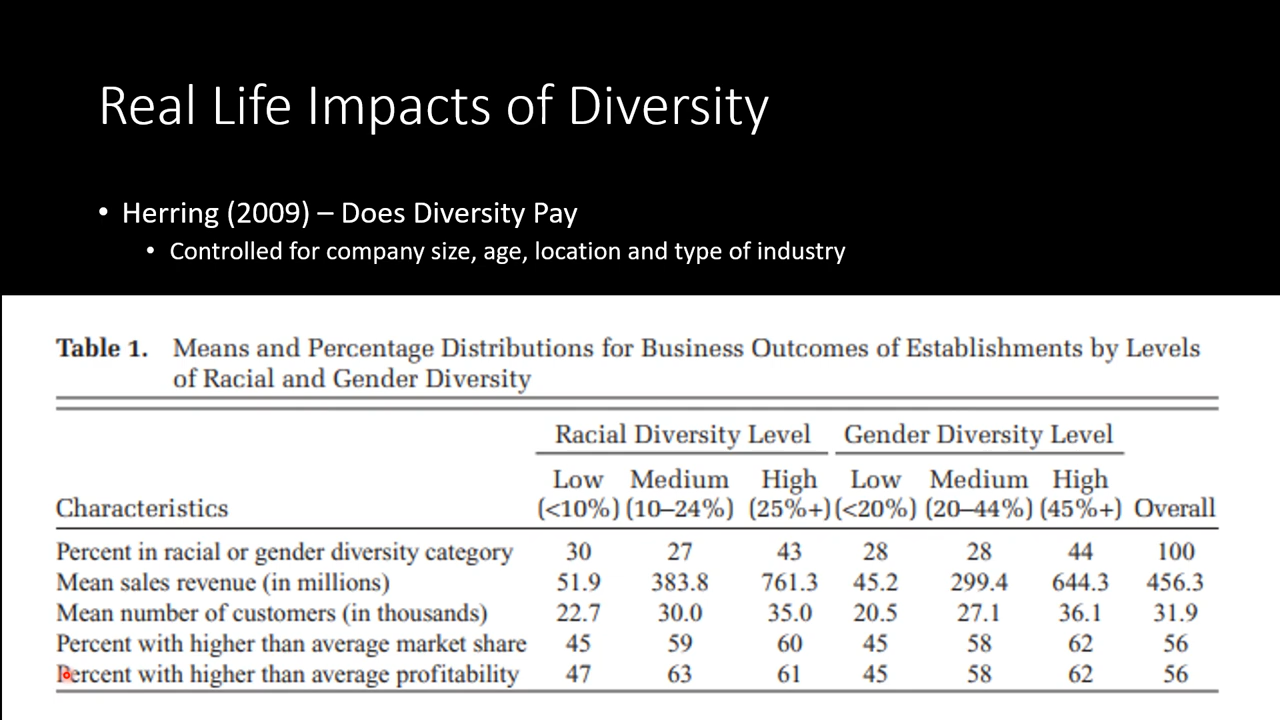 Real Life Impacts of Diversity
• Herring (2009) – Does Diversity Pay
• Controlled for company size, age, location and type of industry
Table 1. Means and Percentage Distributions for Business Outcomes of Establishments by Levels
of Racial and Gender Diversity
Racial Diversity Level Gender Diversity Level
Low Medium High Low Medium High
Characteristics (<10%) (10–24%) (25%+) (<20%) (20–44%) (45%+) Overall
Percent in racial or gender diversity category 30 27 43 28 28 44 100
Mean sales revenue (in millions) 51.9 383.8 761.3 45.2 299.4 644.3 456.3
Mean number of customers (in thousands) 22.7 30.0 35.0 20.5 27.1 36.1 31.9
Percent with higher than average market share 45 59 60 45 58 62 56
Percent with higher than average profitability 47 63 61 45 58 62 56